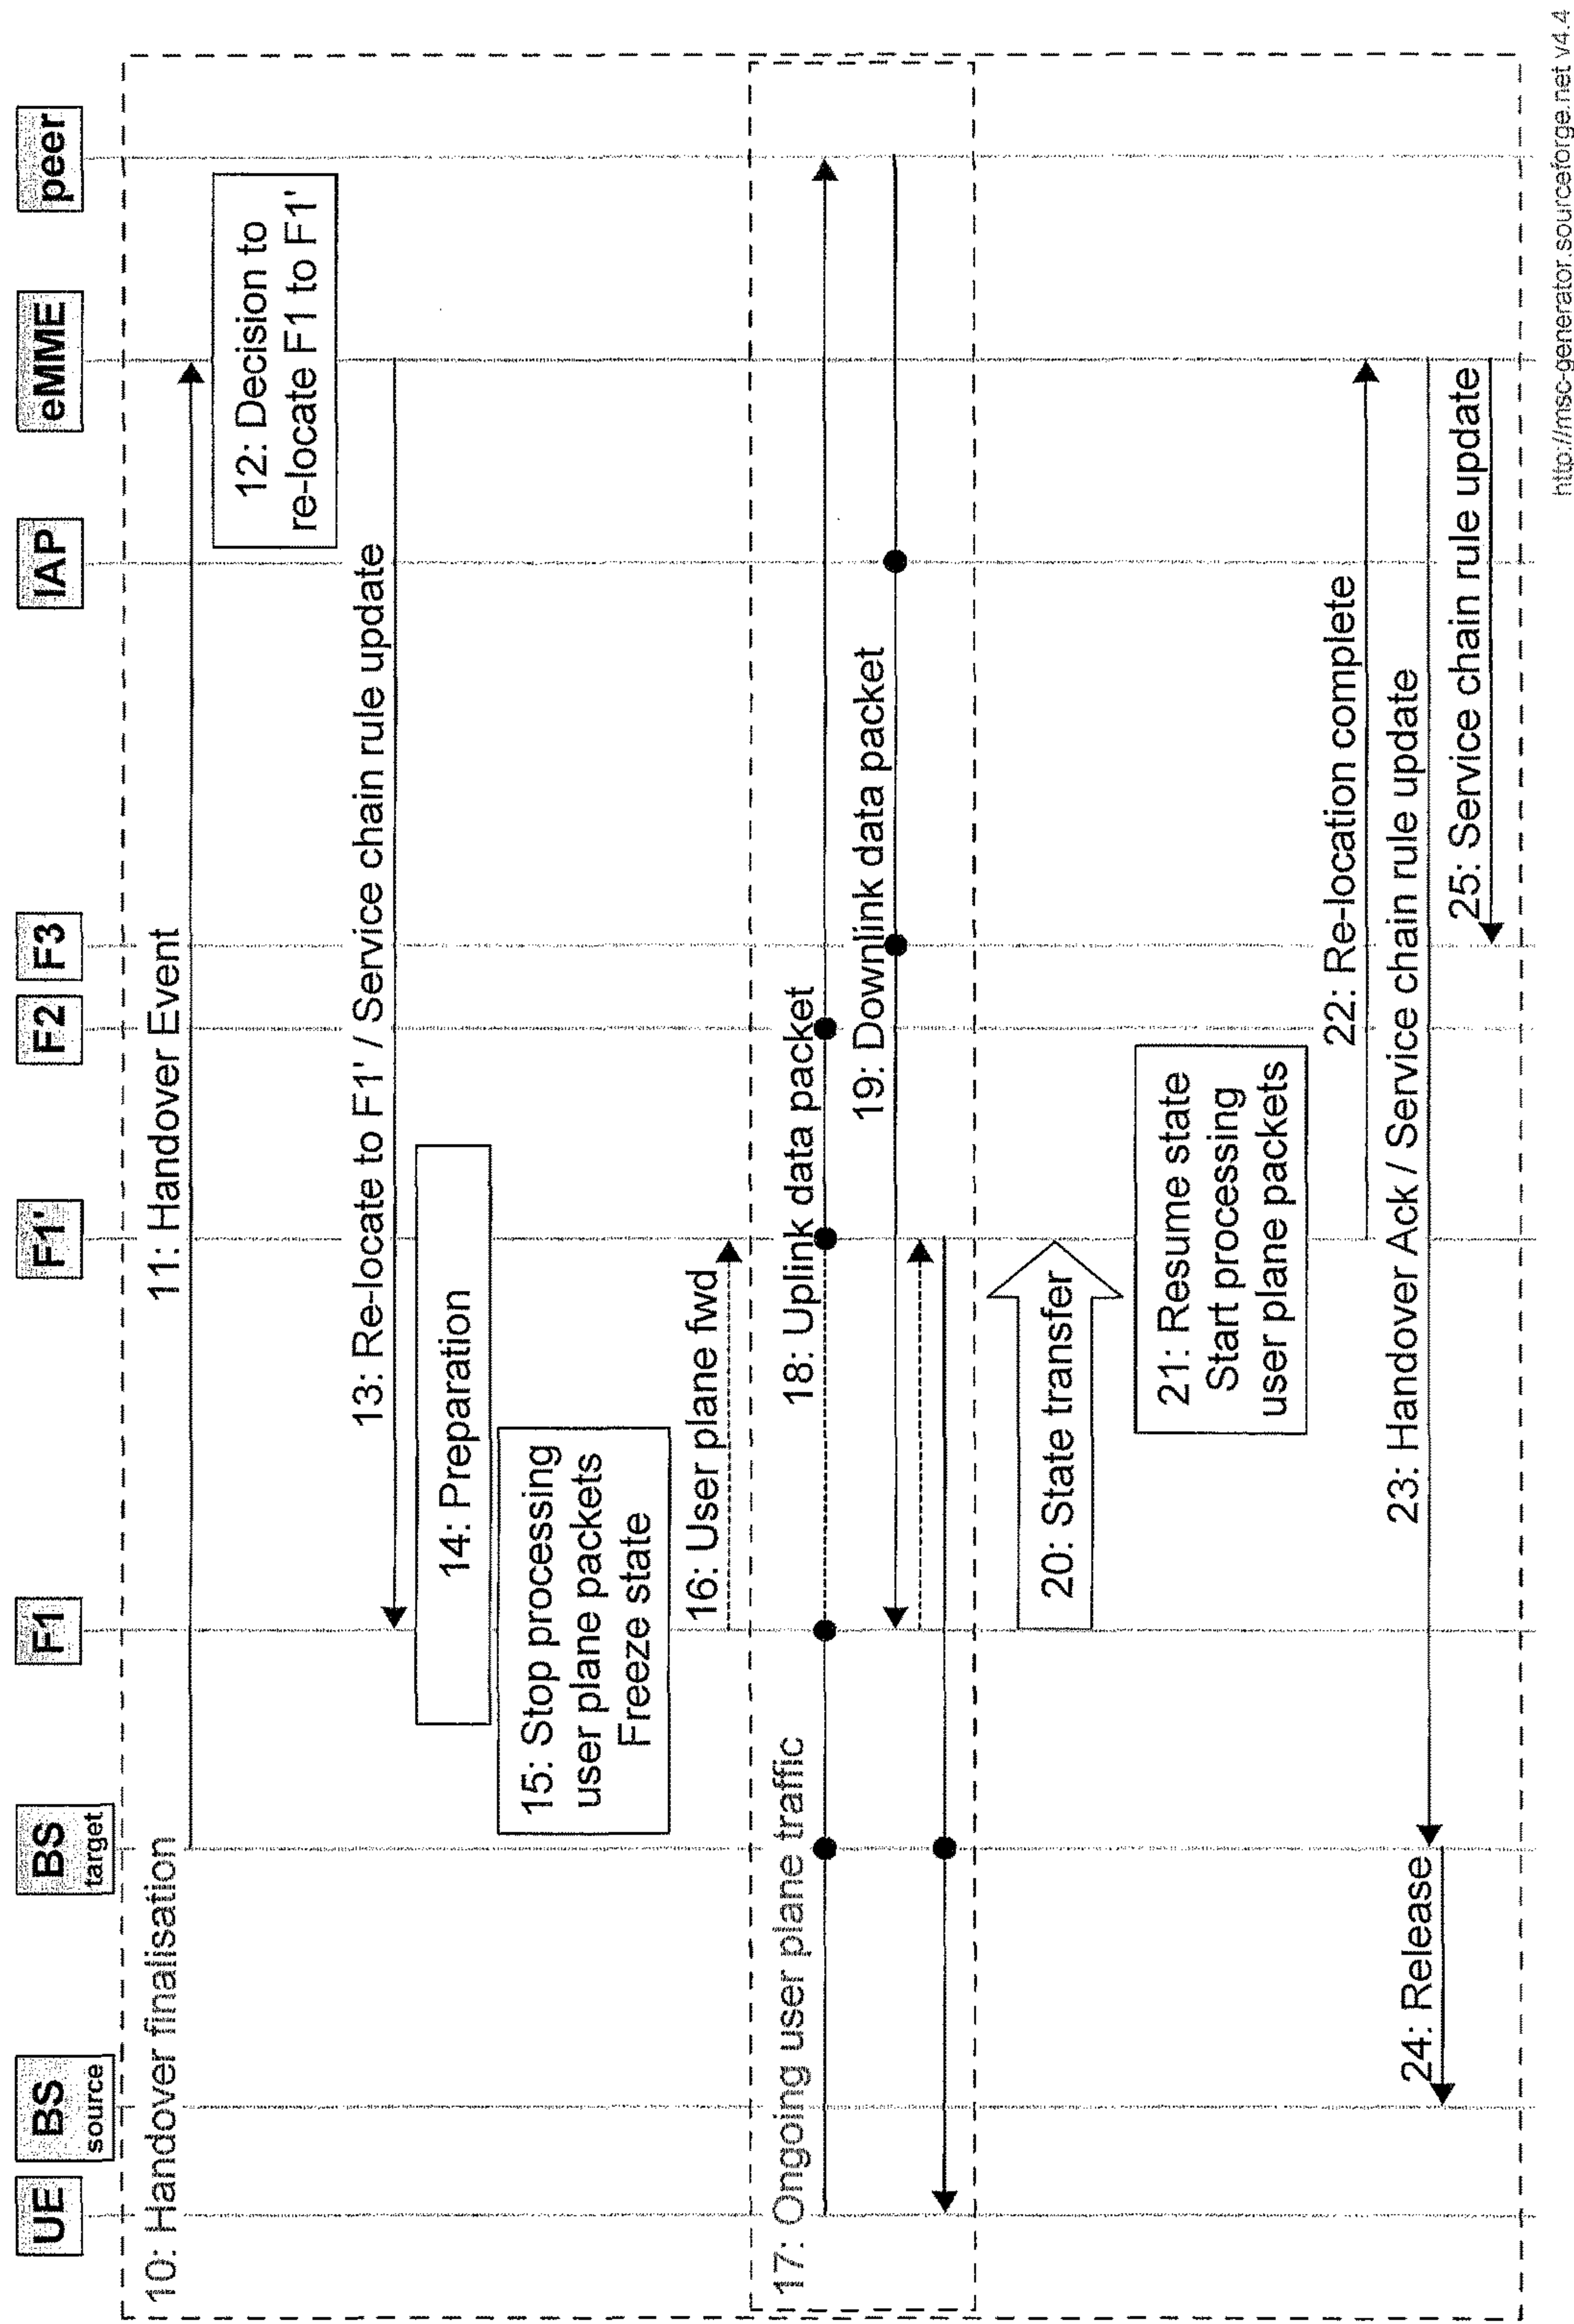 UE
BS
source
BS
target
F1
F1'
F2
F3
IAP
eMME
peer
10: Handover finalisation
11: Handover Event
12: Decision to
re-locate F1 to F1'
13: Re-locate to F1' / Service chain rule update
14: Preparation
15: Stop processing
user plane packets
Freeze state
16: User plane fwd
17: Ongoing user plane traffic
18: Uplink data packet
19: Downlink data packet
20: State transfer
21: Resume state
Start processing
user plane packets
22: Re-location complete
23: Handover Ack / Service chain rule update
24: Release
25: Service chain rule update
http://msc-generator.sourceforge.net v4.4